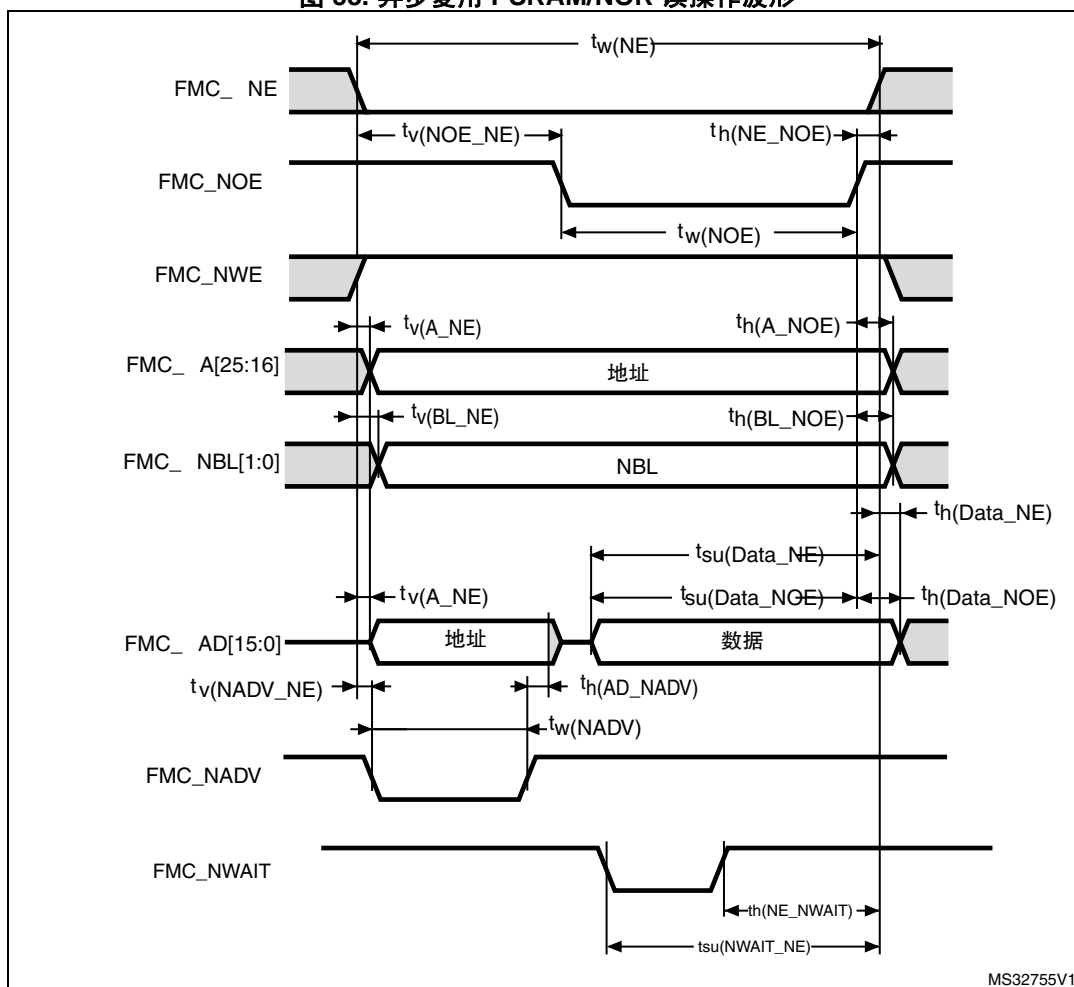 tw(NE)
FMC_ NE
tv(NOE_NE)
th(NE_NOE)
FMC_NOE
tw(NOE)
FMC_NWE
tv(A_NE)
th(A_NOE)
FMC_ A[25:16]
地址
tv(BL_NE)
th(BL_NOE)
FMC_ NBL[1:0]
NBL
th(Data_NE)
tsu(Data_NE)
tv(A_NE)
tsu(Data_NOE)
th(Data_NOE)
FMC_ AD[15:0]
地址
数据
tv(NADV_NE)
th(AD_NADV)
tw(NADV)
FMC_NADV
FMC_NWAIT
th(NE_NWAIT)
tsu(NWAIT_NE)
MS32755V1